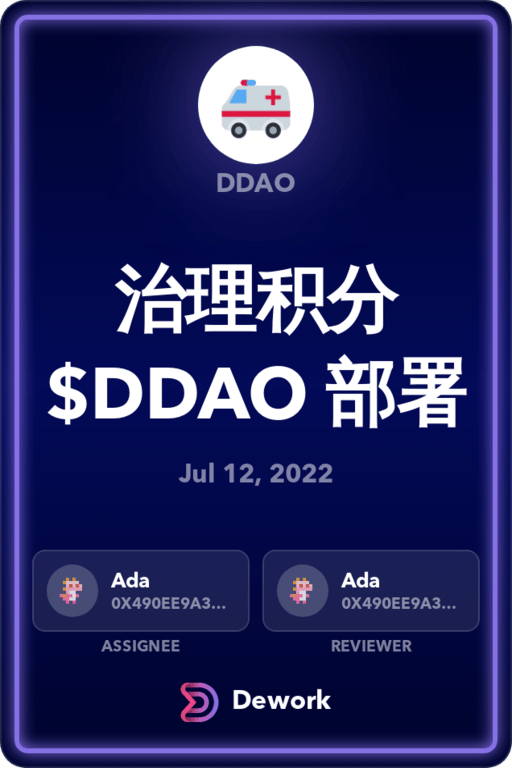 DDAO
治理积分
$DDAO 部署
Jul 12, 2022
Ada
0X490EE9A3...
ASSIGNEE
Ada
0X490EE9A3...
REVIEWER
Dework